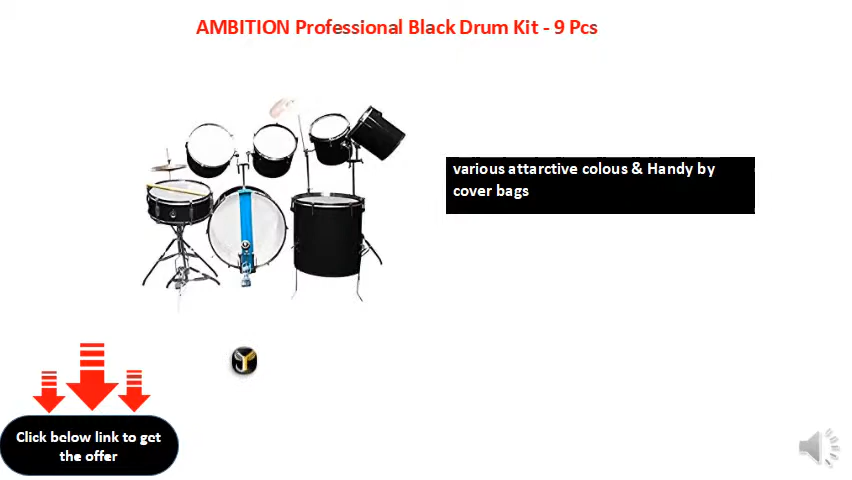 AMBITION Professional Black Drum Kit - 9 Pcs
various attarctive colous & Handy by
cover bags
Click below link to get
the offer